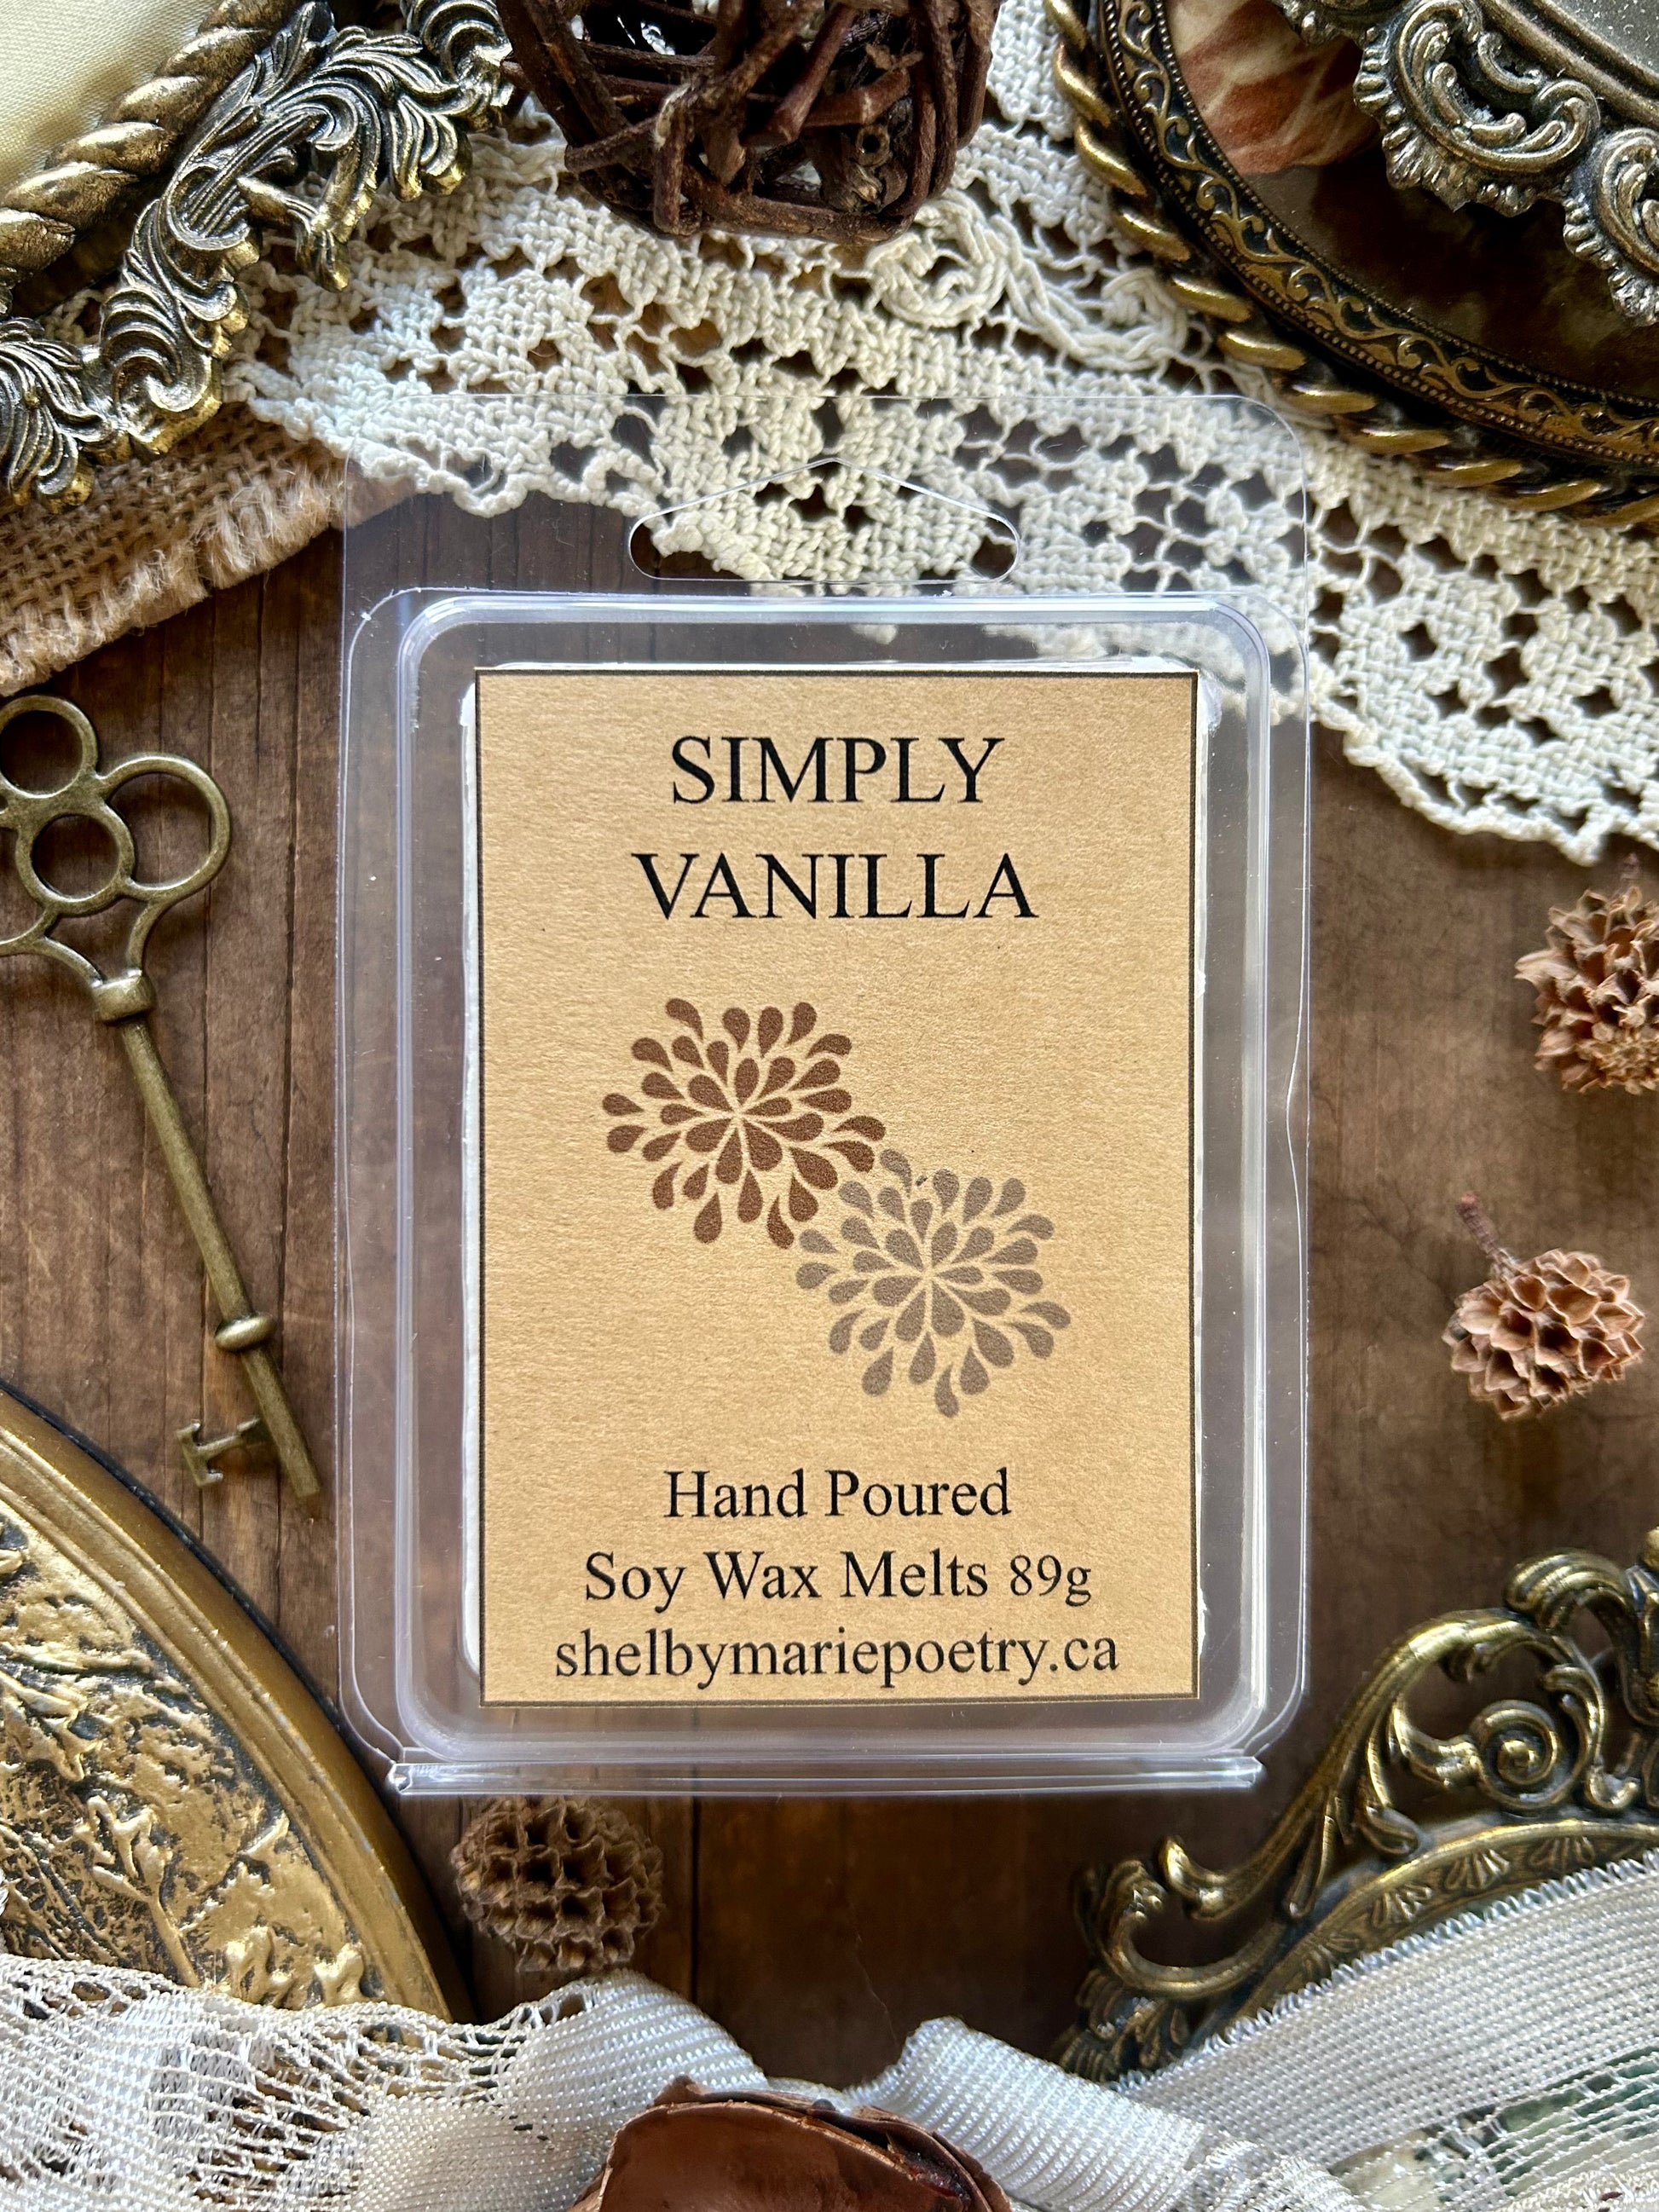 SIMPLY
VANILLA
Hand Poured
Soy Wax Melts 89g
shelbymariepoetry.ca